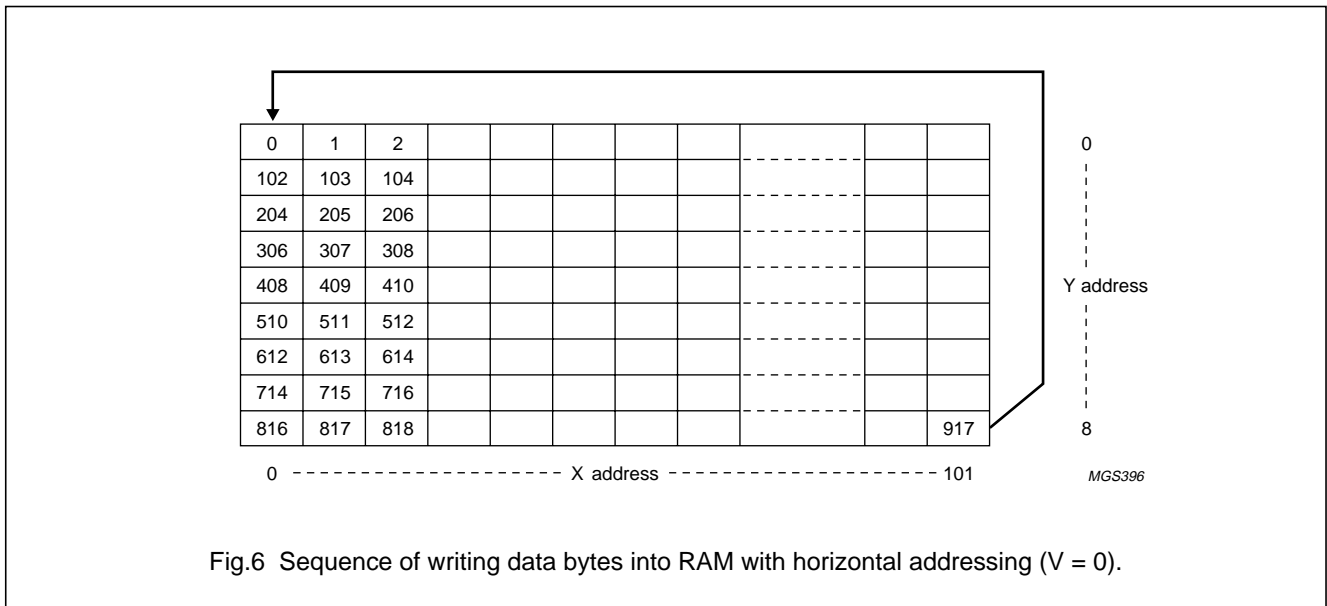 0 1 2 0
102 103 104
204 205 206
306 307 308
408 409 410 Y address
510 511 512
612 613 614
714 715 716
816 817 818 917 8
0 X address 101 MGS396
Fig.6 Sequence of writing data bytes into RAM with horizontal addressing (V = 0).